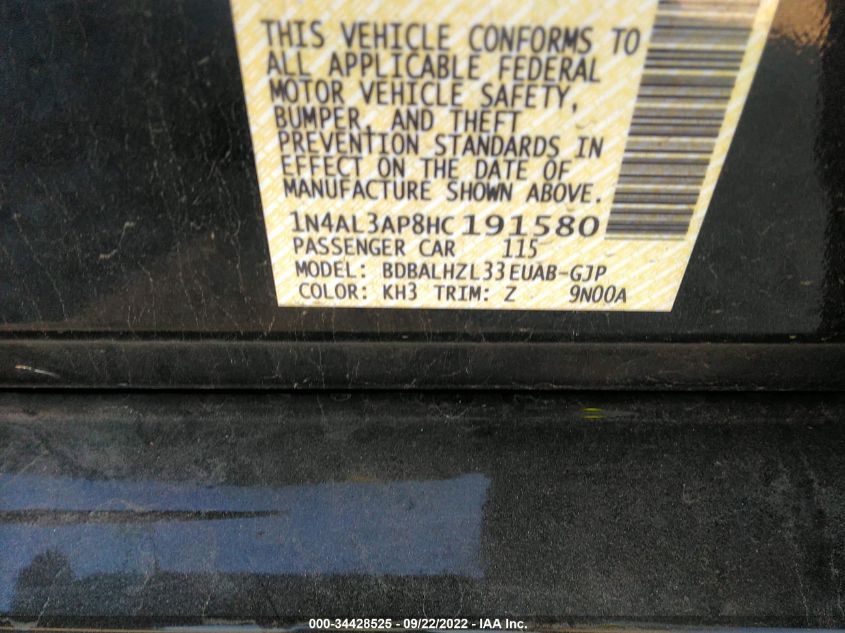 THIS VEHICLE CONFORMS TO
ALL APPLICABLE FEDERAL
MOTOR VEHICLE SAFETY,
BUMPER, AND THEFT
PREVENTION STANDARDS IN
EFFECT ON THE DATE OF
MANUFACTURE SHOWN ABOVE.
1N4AL3AP8HC191580
PASSENGER CAR 115
MODEL: BDBALHZL33EUAB-GJP
COLOR: KH3 TRIM: Z 9N00A
000-34428525 - 09/22/2022 - IAA Inc.